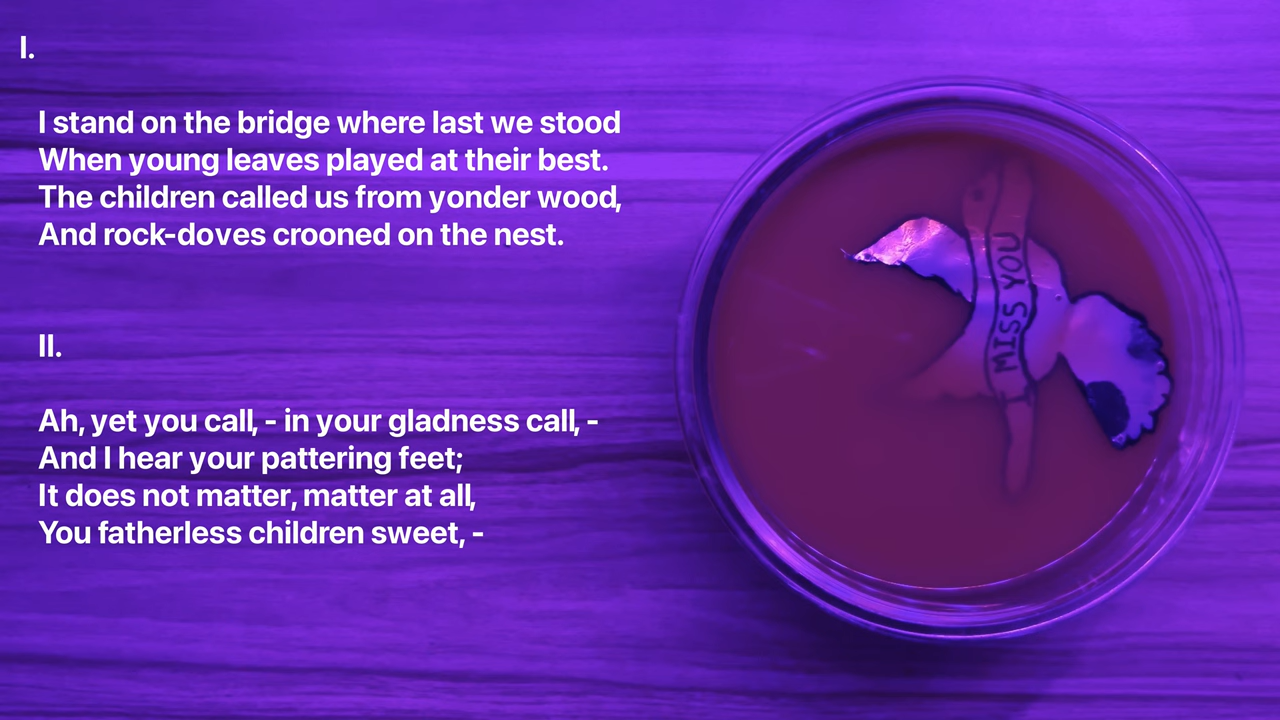 I.
I stand on the bridge where last we stood
When young leaves played at their best.
The children called us from yonder wood,
And rock-doves crooned on the nest.
II.
Ah, yet you call, - in your gladness call, -
And I hear your pattering feet;
It does not matter, matter at all,
You fatherless children sweet, -
MISS YOU